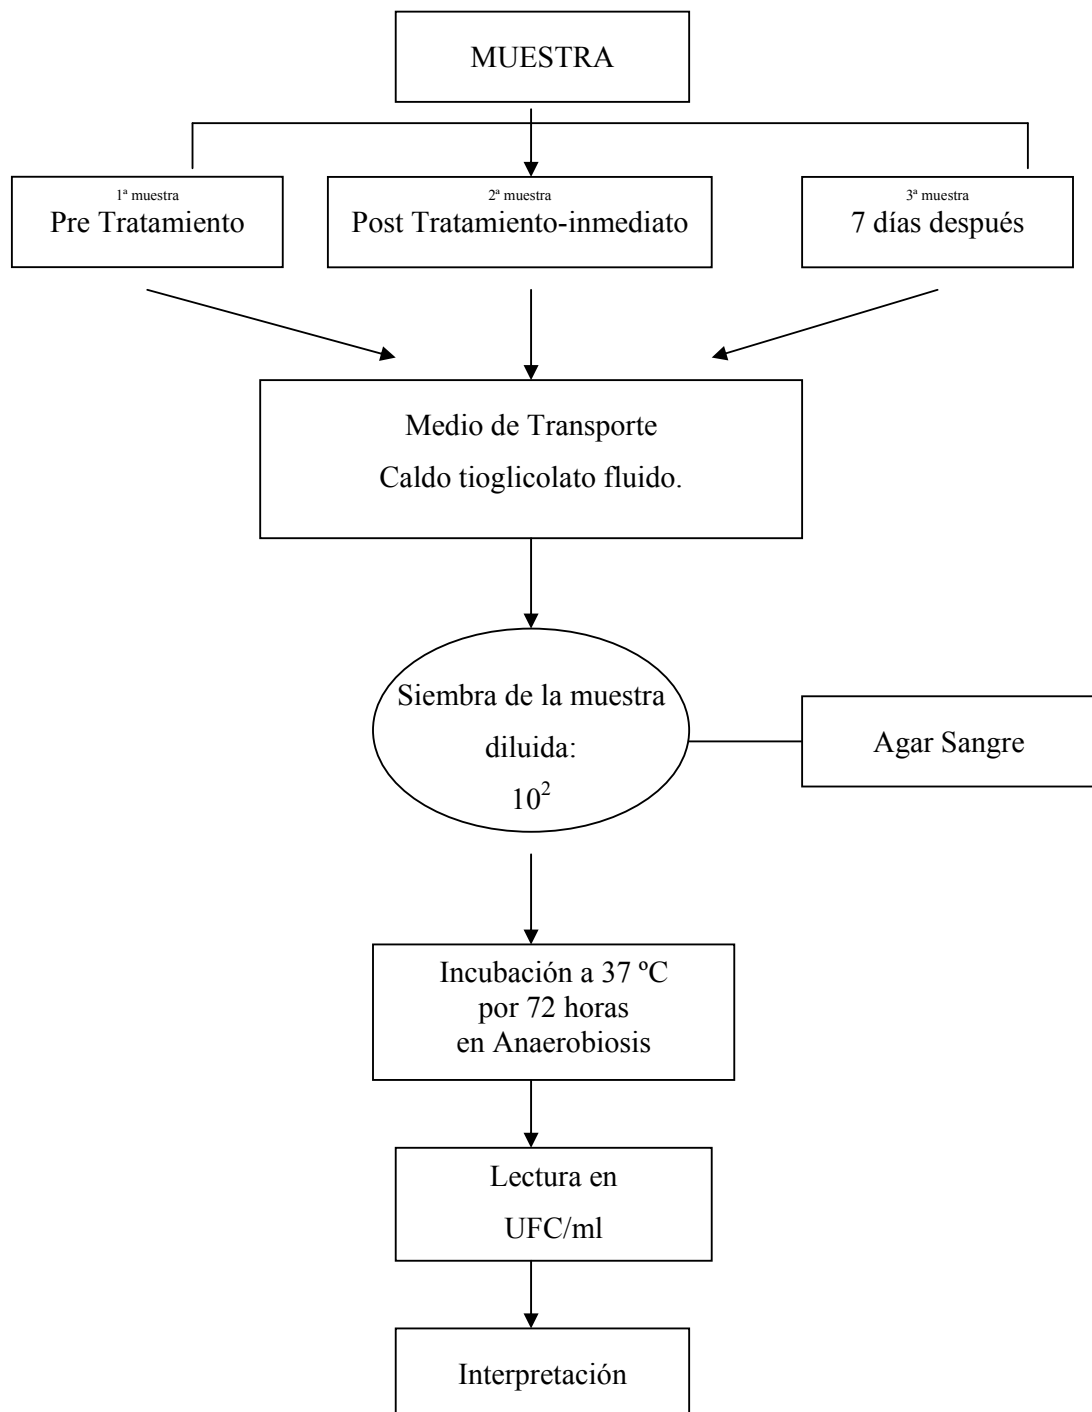 MUESTRA
1ª muestra
Pre Tratamiento
2ª muestra
Post Tratamiento-inmediato
3ª muestra
7 días después
Medio de Transporte
Caldo tioglicolato fluido.
Siembra de la muestra
diluida:
10²
Agar Sangre
Incubación a 37 ºC
por 72 horas
en Anaerobiosis
Lectura en
UFC/ml
Interpretación